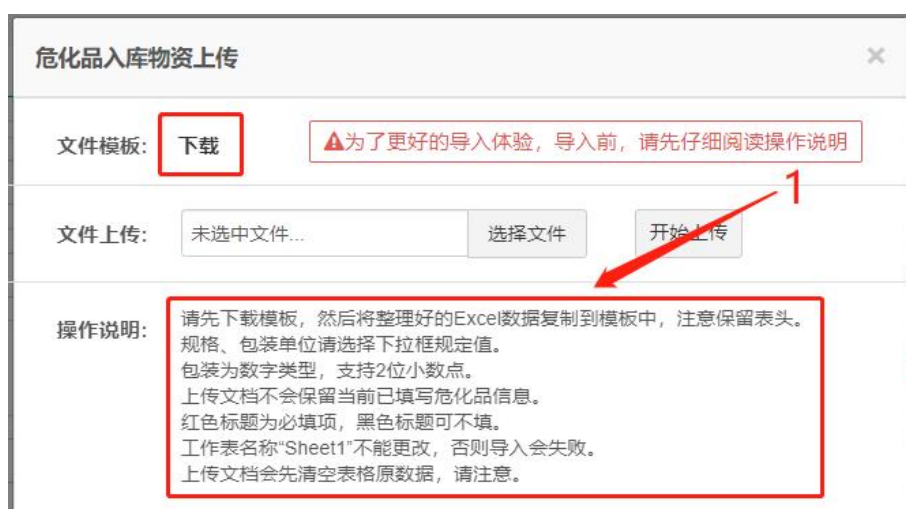 危化品入库物资上传 ×
文件模板: 下载 为了更好的导入体验，导入前，请先仔细阅读操作说明
1
文件上传: 未选中文件... 选择文件 开始上传
操作说明: 请先下载模板，然后将整理好的Excel数据复制到模板中，注意保留表头。
规格、包装单位请选择下拉框规定值。
包装为数字类型，支持2位小数点。
上传文档不会保留当前已填写危化品信息。
红色标题为必填项，黑色标题可不填。
工作表名称“Sheet1”不能更改，否则导入会失败。
上传文档会先清空表格原数据，请注意。